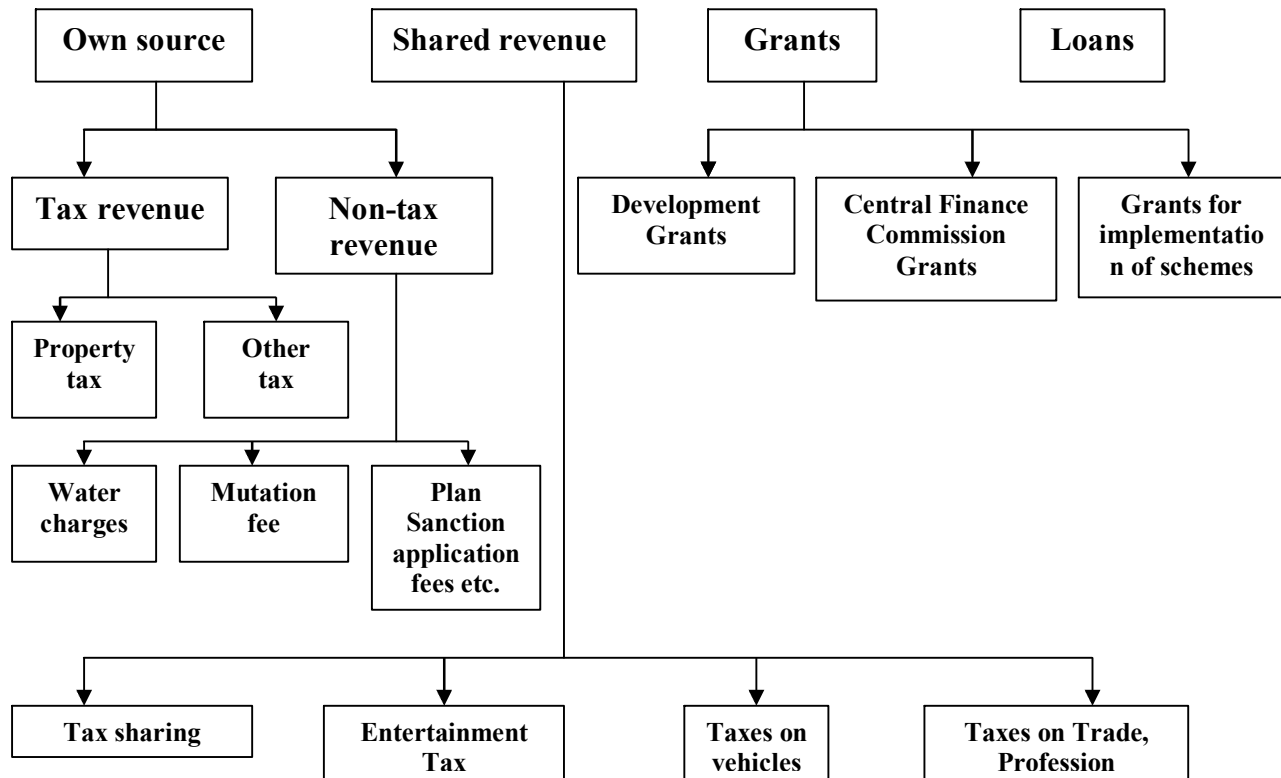 Own source
Shared revenue
Grants
Loans
Tax revenue
Non-tax
revenue
Development
Grants
Central Finance
Commission
Grants
Grants for
implementatio
n of schemes
Property
tax
Other
tax
Water
charges
Mutation
fee
Plan
Sanction
application
fees etc.
Tax sharing
Entertainment
Tax
Taxes on
vehicles
Taxes on Trade,
Profession